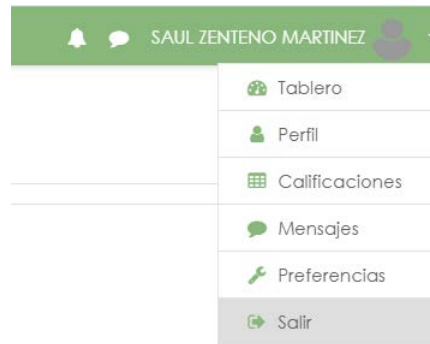 SAUL ZENTENO MARTINEZ
Tablero
Perfil
Calificaciones
Mensajes
Preferencias
Salir